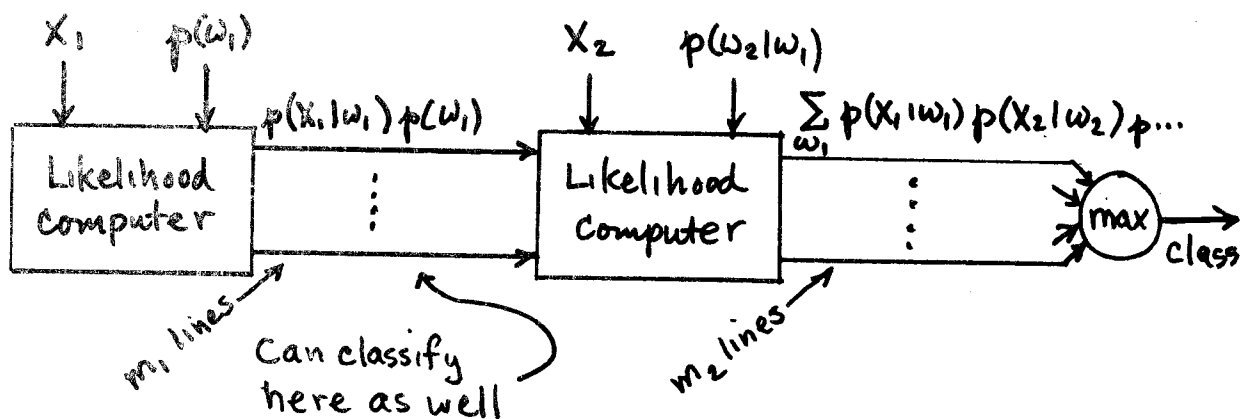 X₁
p(ω₁)
X₂
p(ω₂|ω₁)
p(X₁|ω₁) p(ω₁)
∑ p(X₁|ω₁) p(X₂|ω₂) p...
ω₁
Likelihood
computer
Likelihood
computer
max
class
m₁ lines
Can classify
here as well
m₂ lines